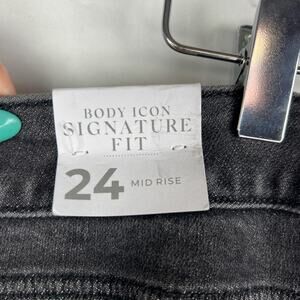 BODY ICON
SIGNATURE
FIT
24 MID RISE